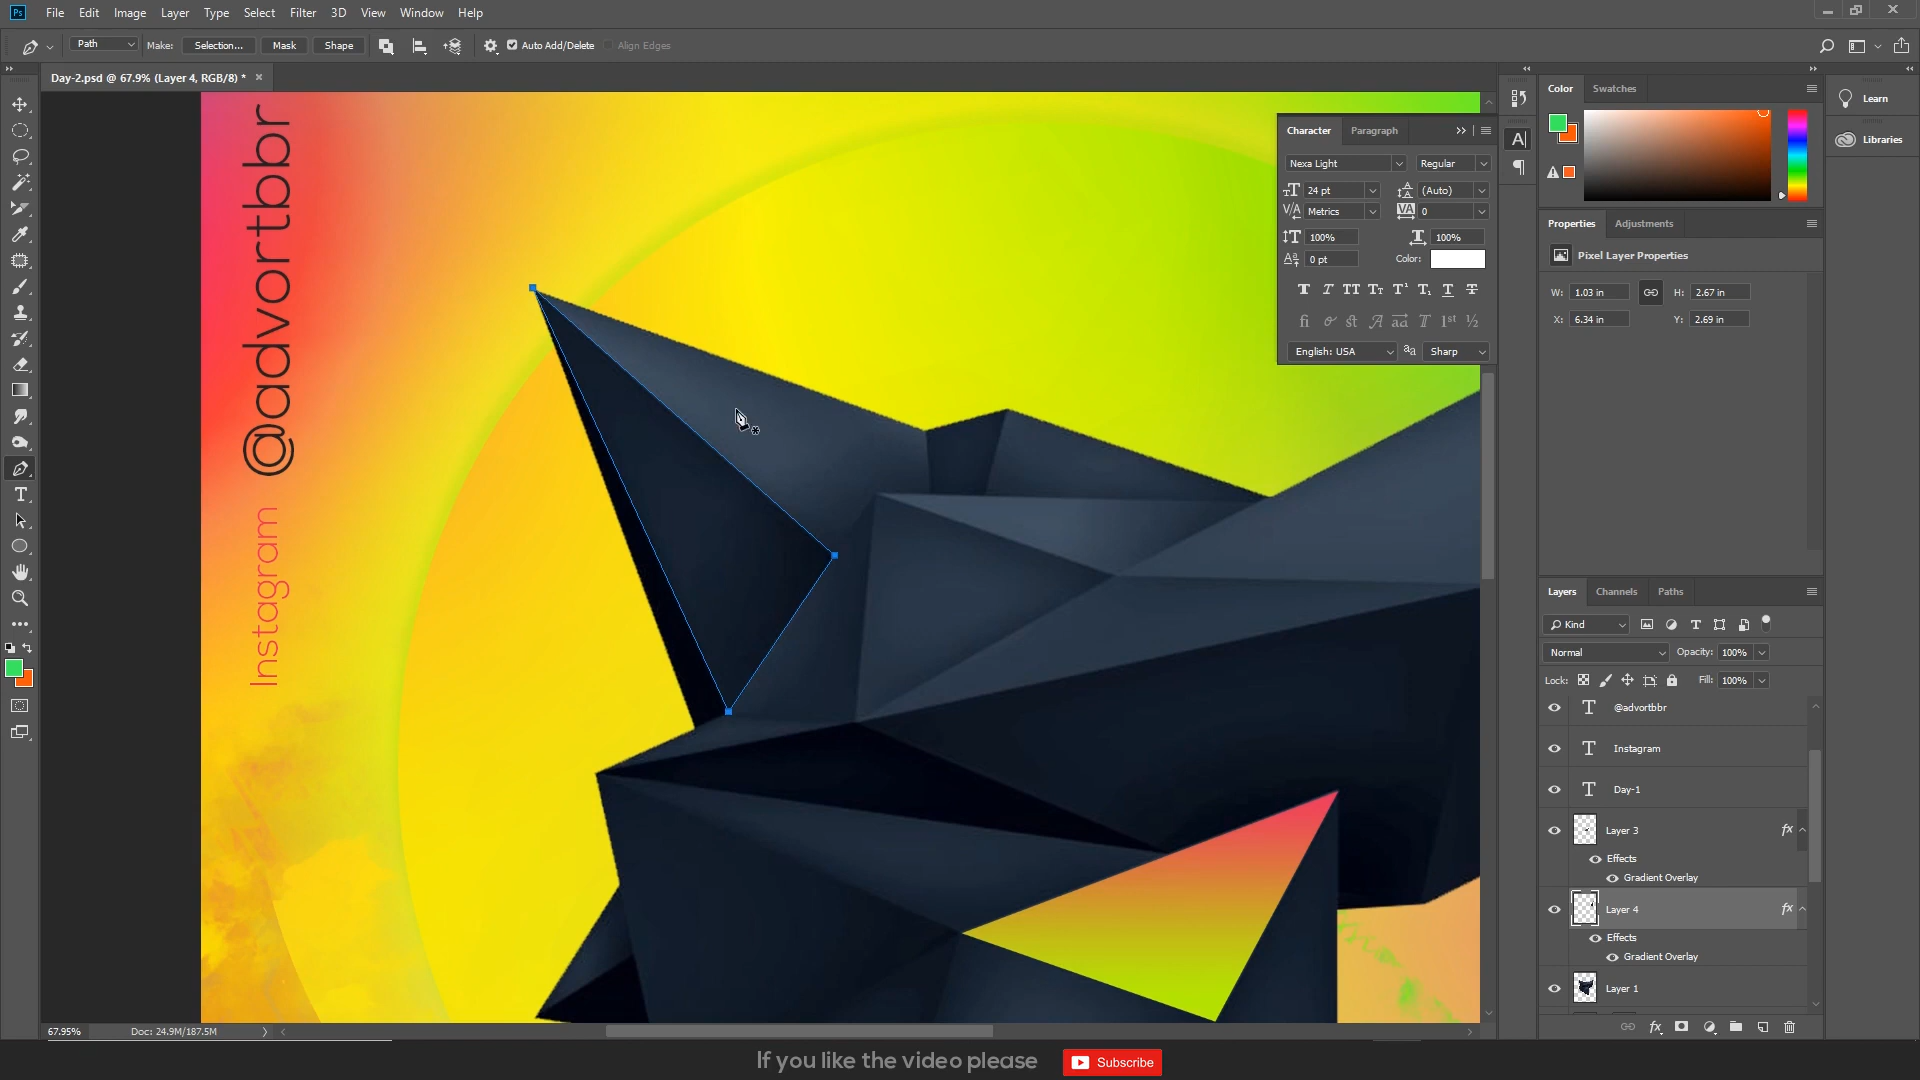 File Edit Image Layer Type Select Filter 3D View Window Help
Path Make: Selection... Mask Shape Auto Add/Delete Align Edges
Day-2.psd @ 67.9% (Layer 4, RGB/8) * ×
Instagram @advortbbr
Character Paragraph
Nexa Light Regular
24 pt (Auto)
Metrics 0
100% 100%
0 pt Color:
English: USA Sharp
Color Swatches
Learn
Libraries
Properties Adjustments
Pixel Layer Properties
W: 1.03 in H: 2.67 in
X: 6.34 in Y: 2.69 in
Layers Channels Paths
Kind
Normal Opacity: 100%
Lock: Fill: 100%
@advortbbr
Instagram
Day-1
Layer 3 fx
Effects
Gradient Overlay
Layer 4 fx
Effects
Gradient Overlay
Layer 1
67.95% Doc: 24.9M/187.5M
If you like the video please Subscribe